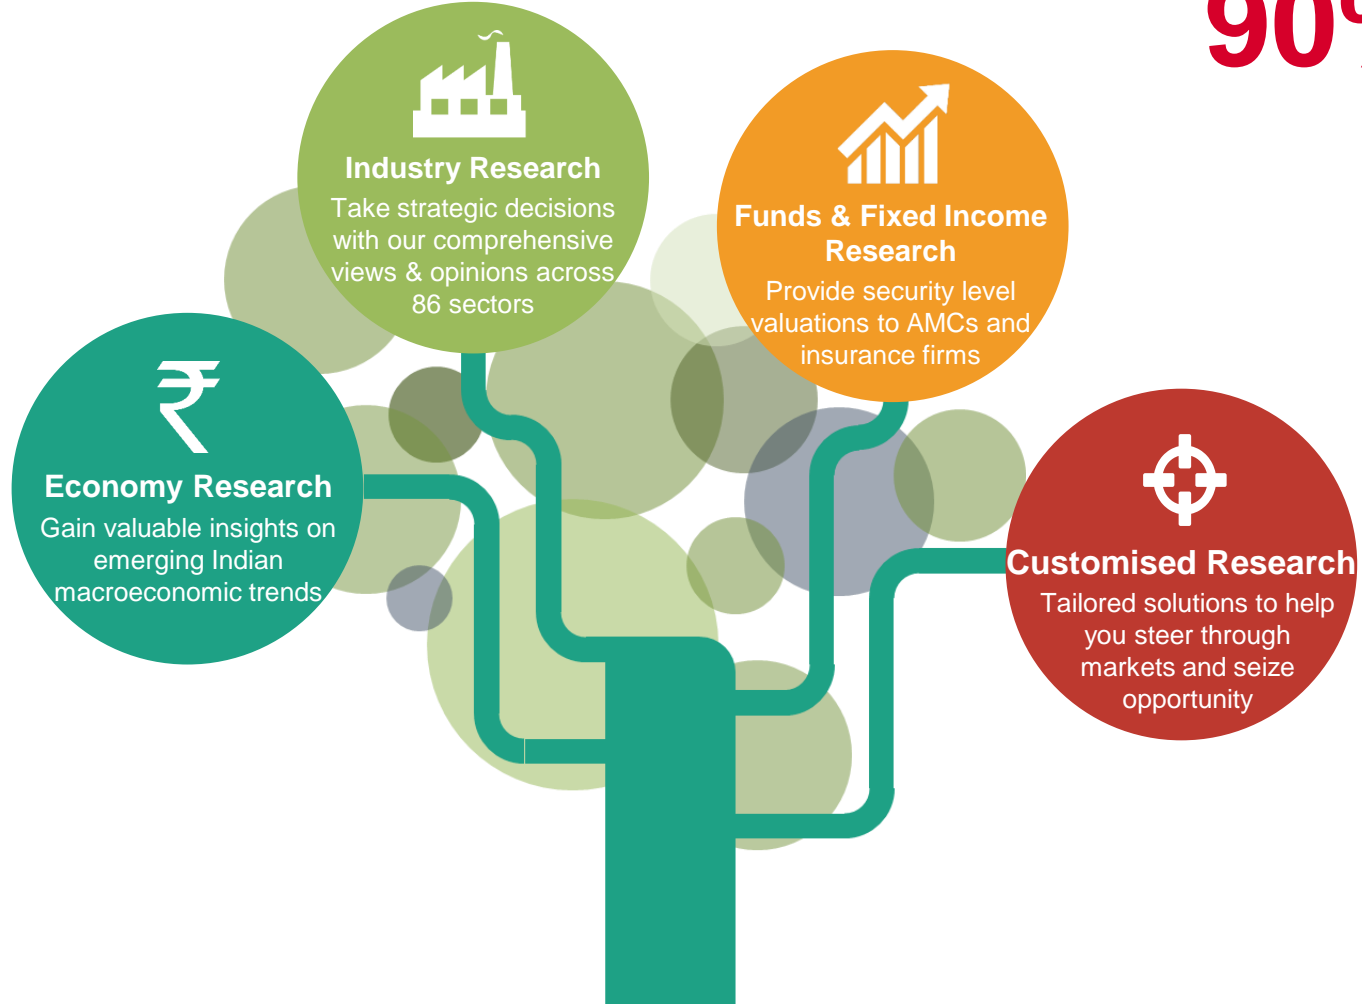 90%
Industry Research
Take strategic decisions
with our comprehensive
views & opinions across
86 sectors
Funds & Fixed Income
Research
Provide security level
valuations to AMCs and
insurance firms
Economy Research
Gain valuable insights on
emerging Indian
macroeconomic trends
Customised Research
Tailored solutions to help
you steer through
markets and seize
opportunity